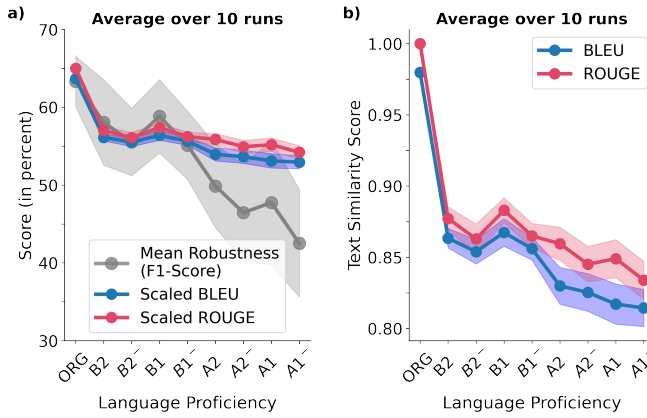 a)
Average over 10 runs
70
60
50
40
30
Score (in percent)
Mean Robustness
(F1-Score)
Scaled BLEU
Scaled ROUGE
ORG
B2
B2⁻
B1
B1⁻
A2
A2⁻
A1
A1⁻
Language Proficiency
b)
Average over 10 runs
1.00
0.95
0.90
0.85
0.80
Text Similarity Score
BLEU
ROUGE
ORG
B2
B2⁻
B1
B1⁻
A2
A2⁻
A1
A1⁻
Language Proficiency